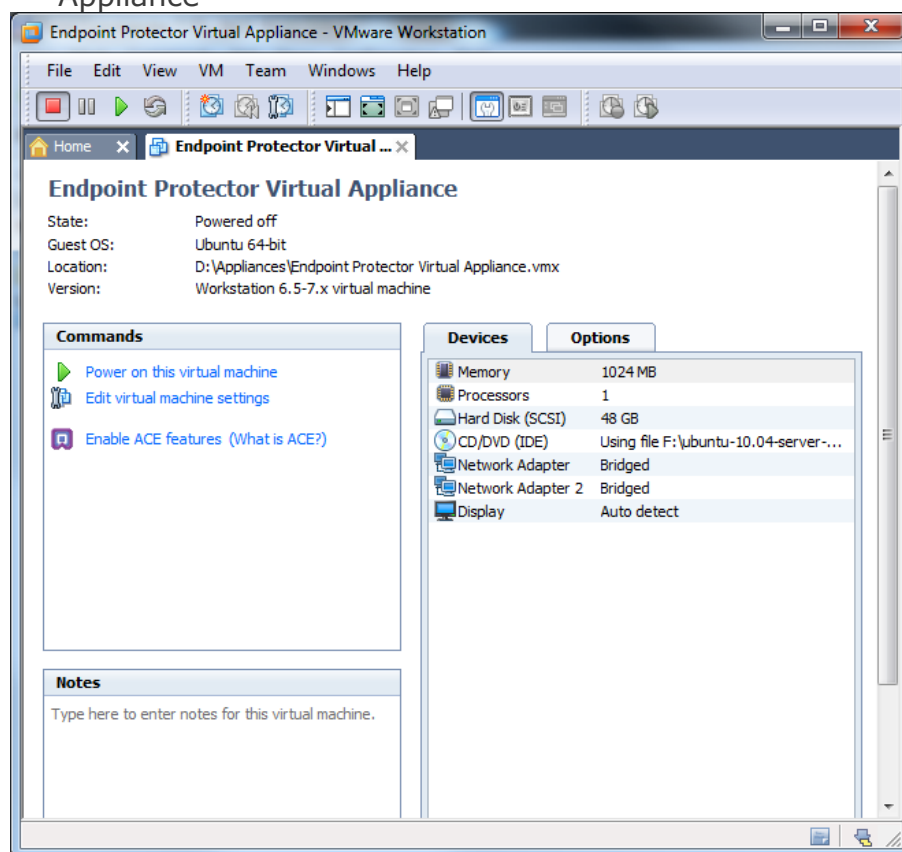 Appliance
Endpoint Protector Virtual Appliance - VMware Workstation
File Edit View VM Team Windows Help
Home Endpoint Protector Virtual ...
Endpoint Protector Virtual Appliance
State: Powered off
Guest OS: Ubuntu 64-bit
Location: D:\Appliances\Endpoint Protector Virtual Appliance.vmx
Version: Workstation 6.5-7.x virtual machine
Commands
Power on this virtual machine
Edit virtual machine settings
Enable ACE features (What is ACE?)
Devices Options
Memory 1024 MB
Processors 1
Hard Disk (SCSI) 48 GB
CD/DVD (IDE) Using file F:\ubuntu-10.04-server-...
Network Adapter Bridged
Network Adapter 2 Bridged
Display Auto detect
Notes
Type here to enter notes for this virtual machine.